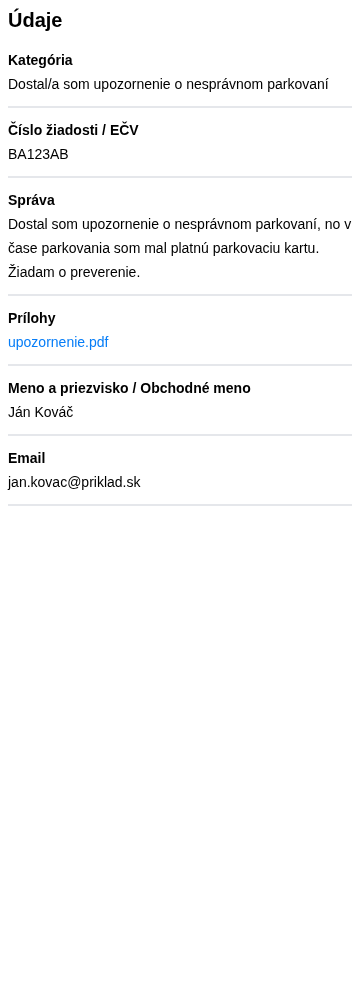 Údaje
Kategória
Dostal/a som upozornenie o nesprávnom parkovaní
Číslo žiadosti / EČV
BA123AB
Správa
Dostal som upozornenie o nesprávnom parkovaní, no v
čase parkovania som mal platnú parkovaciu kartu.
Žiadam o preverenie.
Prílohy
upozornenie.pdf
Meno a priezvisko / Obchodné meno
Ján Kováč
Email
jan.kovac@priklad.sk